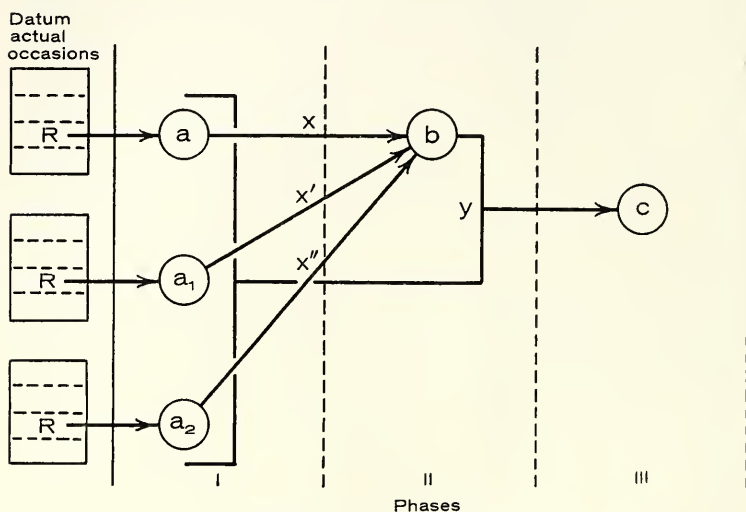 Datum
actual
occasions
R a x b
x′
y c
R a₁ x″
R a₂
I II III
Phases